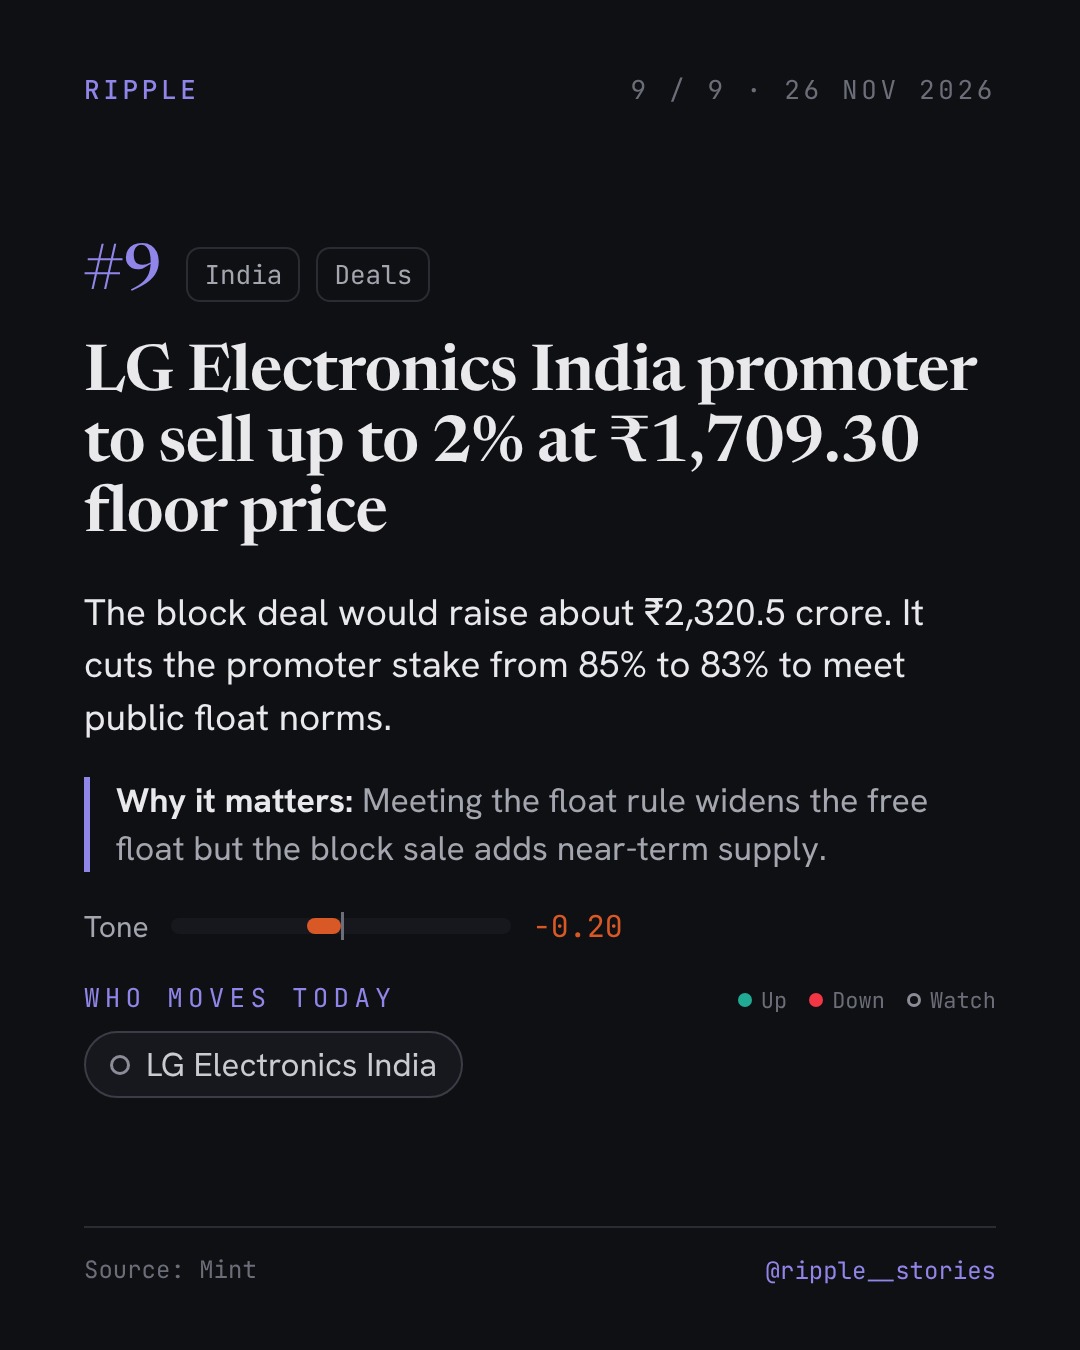 RIPPLE
9 / 9 · 26 NOV 2026
#9 India Deals
LG Electronics India promoter
to sell up to 2% at ₹1,709.30
floor price
The block deal would raise about ₹2,320.5 crore. It
cuts the promoter stake from 85% to 83% to meet
public float norms.
Why it matters: Meeting the float rule widens the free
float but the block sale adds near-term supply.
Tone -0.20
WHO MOVES TODAY
Up Down Watch
LG Electronics India
Source: Mint
@ripple__stories